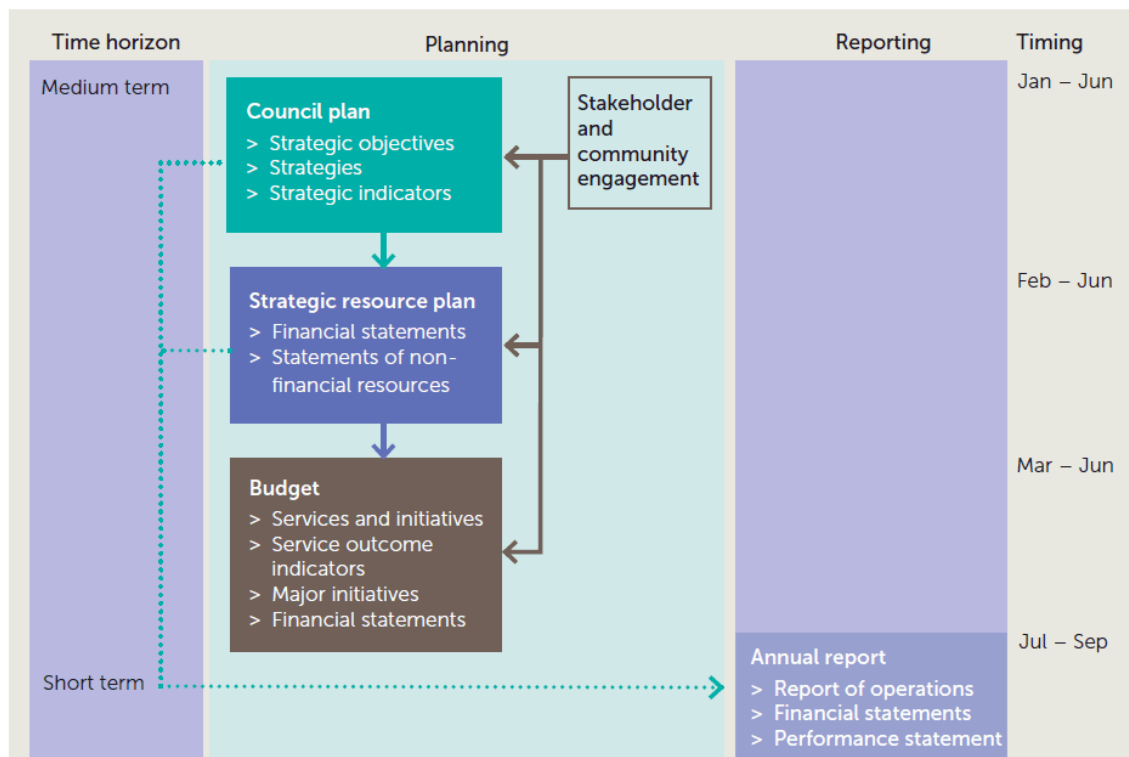 Time horizon
Planning
Reporting
Timing
Medium term
Council plan
> Strategic objectives
> Strategies
> Strategic indicators
Stakeholder
and
community
engagement
Jan – Jun
Strategic resource plan
> Financial statements
> Statements of non-
financial resources
Feb – Jun
Budget
> Services and initiatives
> Service outcome
indicators
> Major initiatives
> Financial statements
Mar – Jun
Short term
Annual report
> Report of operations
> Financial statements
> Performance statement
Jul – Sep